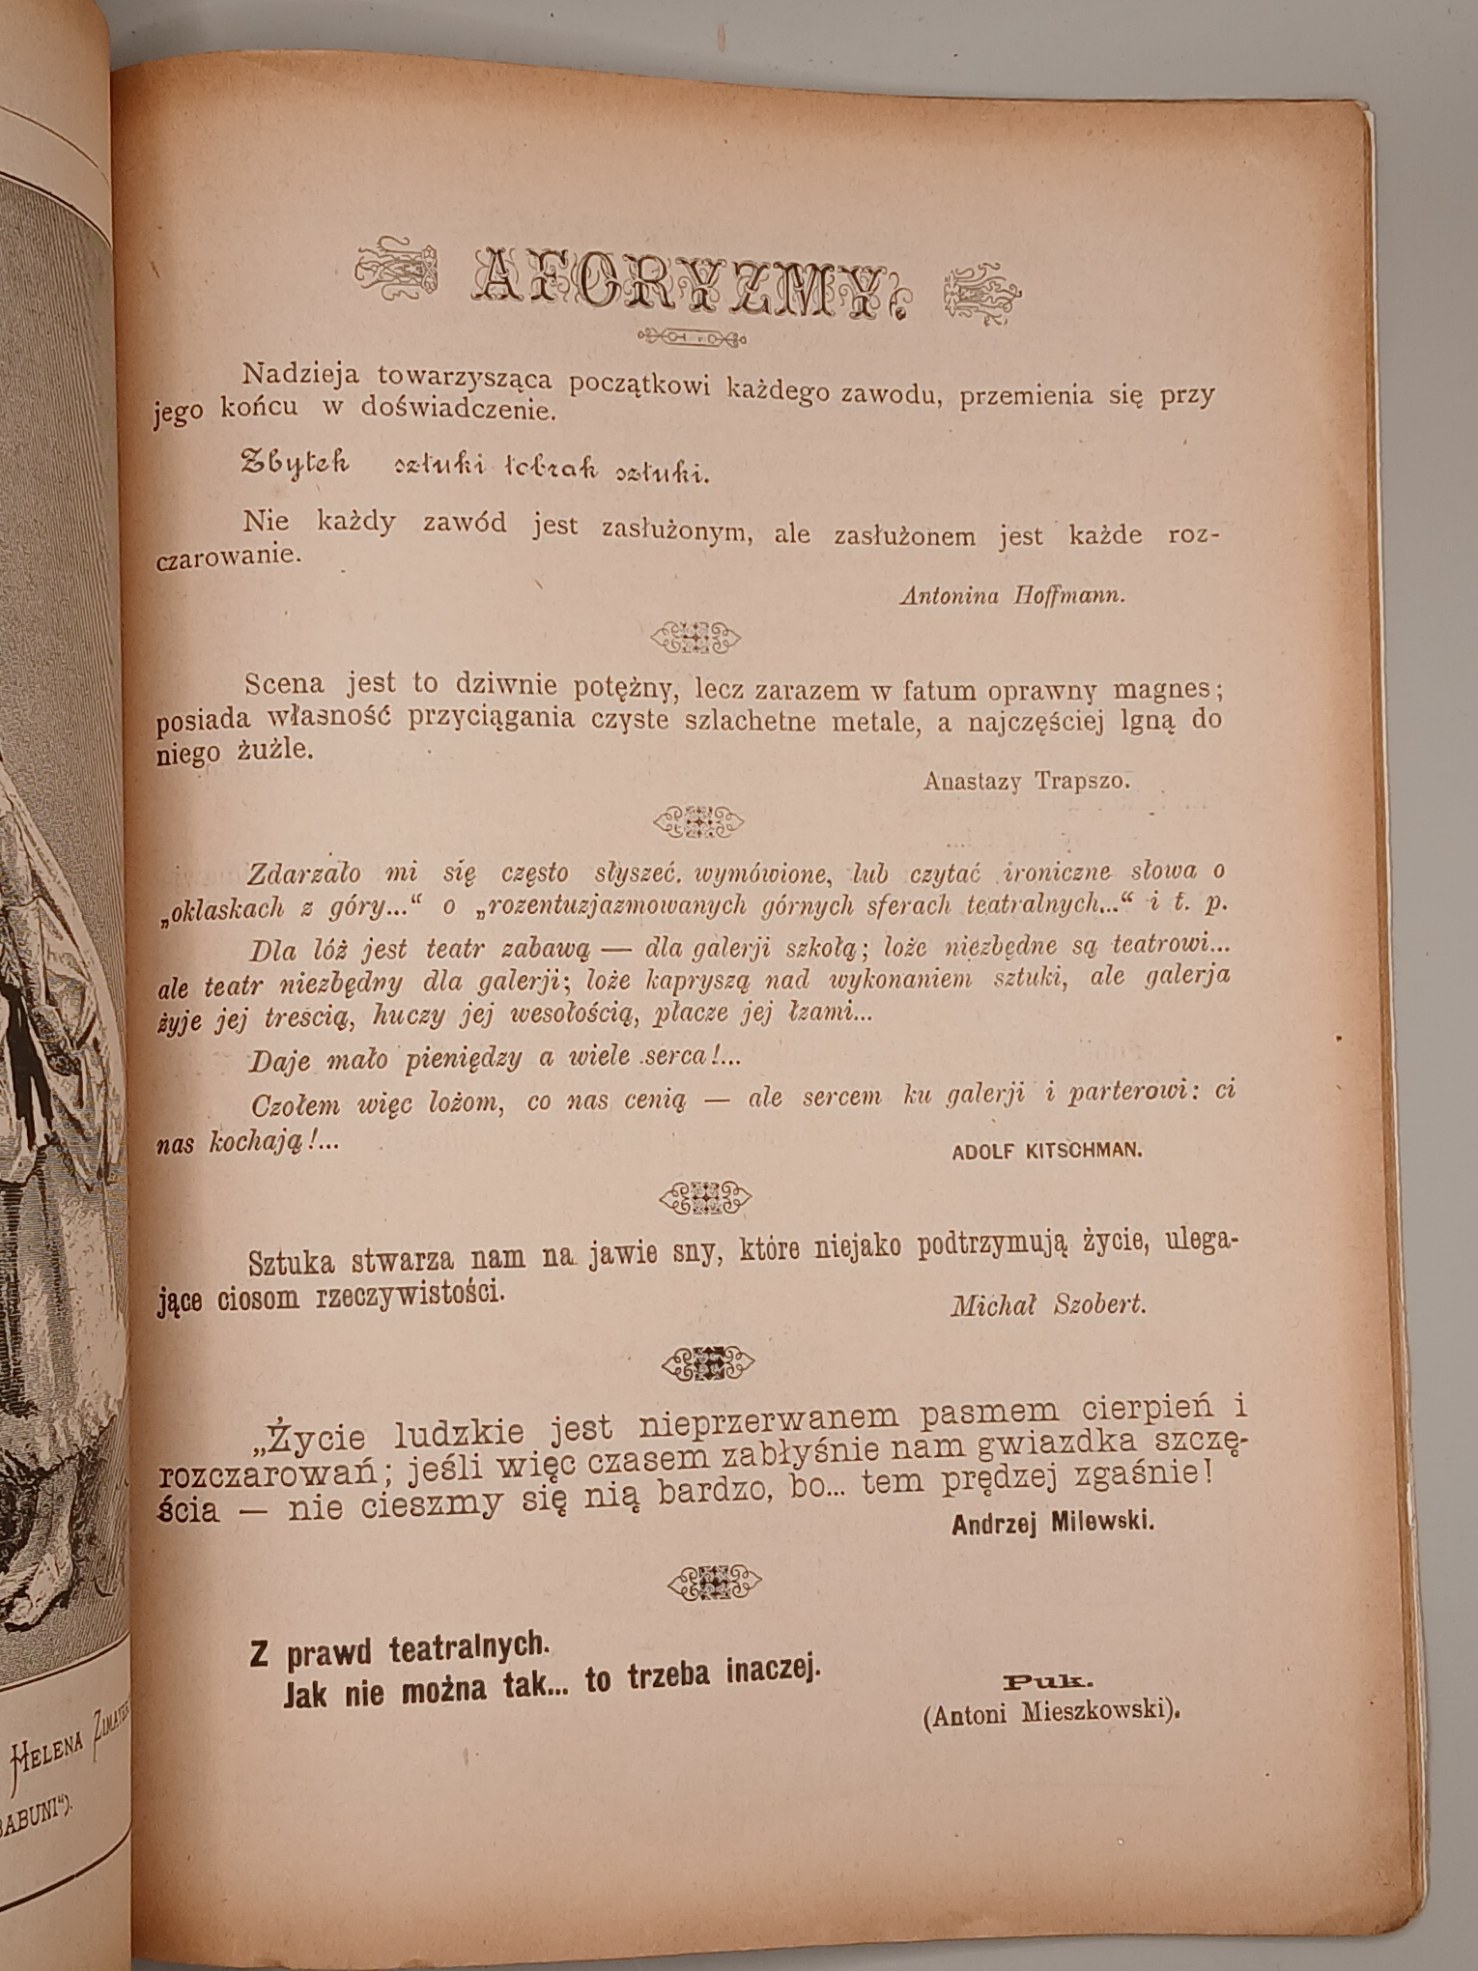 AFORYZMY.
Nadzieja towarzysząca początkowi każdego zawodu, przemienia się przy
jego końcu w doświadczenie.
Zbytek sztuki to brak sztuki.
Nie każdy zawód jest zasłużonym, ale zasłużonem jest każde roz-
czarowanie.
Antonina Hoffmann.
Scena jest to dziwnie potężny, lecz zarazem w fatum oprawny magnes;
posiada własność przyciągania czyste szlachetne metale, a najczęściej lgną do
niego żużle.
Anastazy Trapszo.
Zdarzało mi się często słyszeć wymówione, lub czytać ironiczne słowa o
„oklaskach z góry...“ o „rozentuzjazmowanych górnych sferach teatralnych...“ i t. p.
Dla lóż jest teatr zabawą — dla galerji szkołą; loże niezbędne są teatrowi...
ale teatr niezbędny dla galerji; loże kapryszą nad wykonaniem sztuki, ale galerja
żyje jej treścią, huczy jej wesołością, płacze jej łzami...
Daje mało pieniędzy a wiele serca!...
Czołem więc lożom, co nas cenią — ale sercem ku galerji i parterowi: ci
nas kochają!...
ADOLF KITSCHMAN.
Sztuka stwarza nam na jawie sny, które niejako podtrzymują życie, ulega-
jące ciosom rzeczywistości.
Michał Szobert.
„Życie ludzkie jest nieprzerwanem pasmem cierpień i
rozczarowań; jeśli więc czasem zabłyśnie nam gwiazdka szczę-
ścia — nie cieszmy się nią bardzo, bo... tem prędzej zgaśnie!
Andrzej Milewski.
Z prawd teatralnych.
Jak nie można tak... to trzeba inaczej.
Puk.
(Antoni Mieszkowski).
HELENA
BABUNI“).